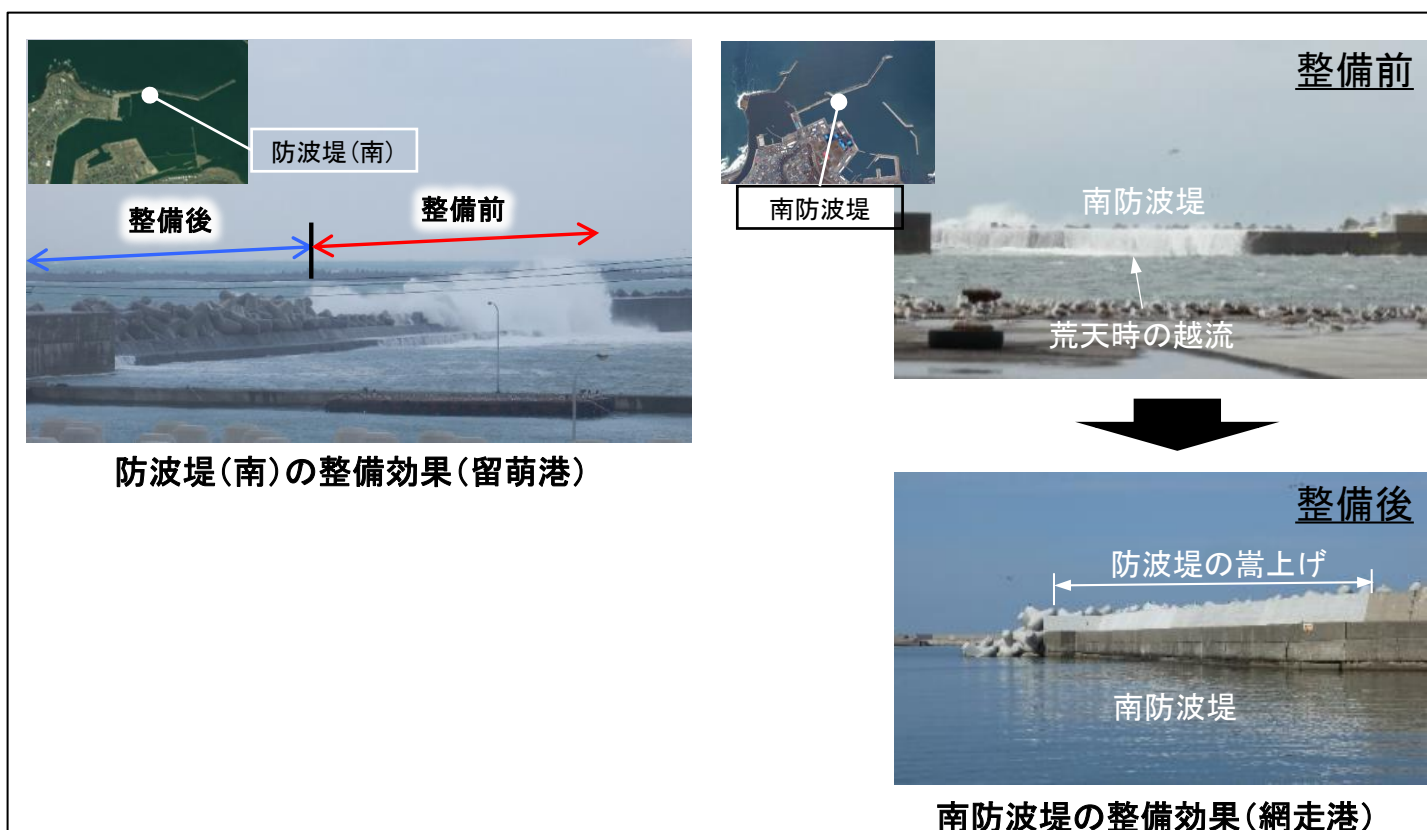 防波堤(南)
整備後
整備前
防波堤(南)の整備効果(留萌港)
南防波堤
整備前
南防波堤
荒天時の越流
整備後
防波堤の嵩上げ
南防波堤
南防波堤の整備効果(網走港)